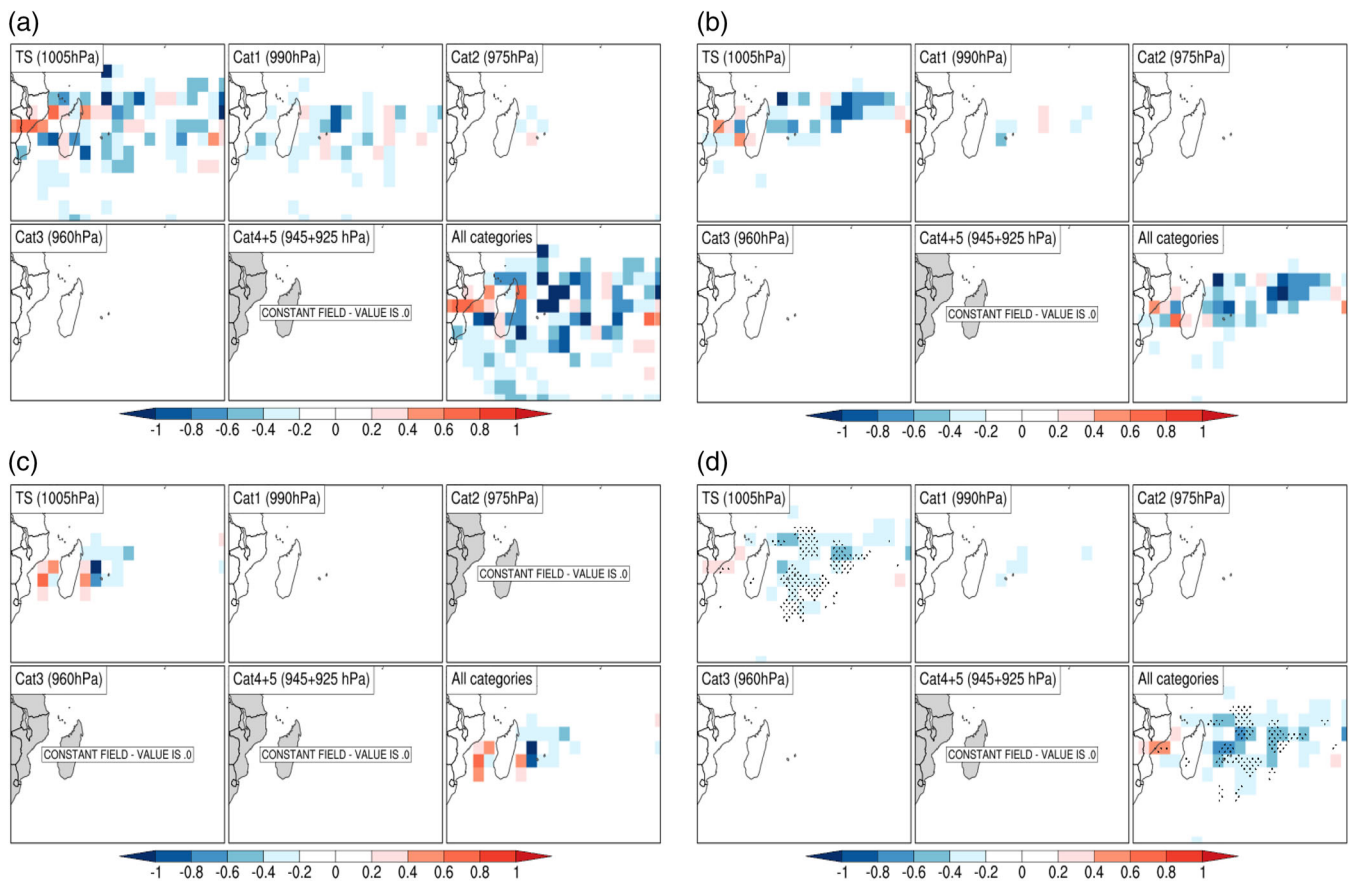 (a)
TS (1005hPa)
Cat1 (990hPa)
Cat2 (975hPa)
Cat3 (960hPa)
Cat4+5 (945+925 hPa)
All categories
CONSTANT FIELD - VALUE IS .0
-1 -0.8 -0.6 -0.4 -0.2 0 0.2 0.4 0.6 0.8 1
(b)
TS (1005hPa)
Cat1 (990hPa)
Cat2 (975hPa)
Cat3 (960hPa)
Cat4+5 (945+925 hPa)
All categories
CONSTANT FIELD - VALUE IS .0
-1 -0.8 -0.6 -0.4 -0.2 0 0.2 0.4 0.6 0.8 1
(c)
TS (1005hPa)
Cat1 (990hPa)
Cat2 (975hPa)
CONSTANT FIELD - VALUE IS .0
Cat3 (960hPa)
Cat4+5 (945+925 hPa)
All categories
CONSTANT FIELD - VALUE IS .0
CONSTANT FIELD - VALUE IS .0
-1 -0.8 -0.6 -0.4 -0.2 0 0.2 0.4 0.6 0.8 1
(d)
TS (1005hPa)
Cat1 (990hPa)
Cat2 (975hPa)
Cat3 (960hPa)
Cat4+5 (945+925 hPa)
All categories
CONSTANT FIELD - VALUE IS .0
-1 -0.8 -0.6 -0.4 -0.2 0 0.2 0.4 0.6 0.8 1